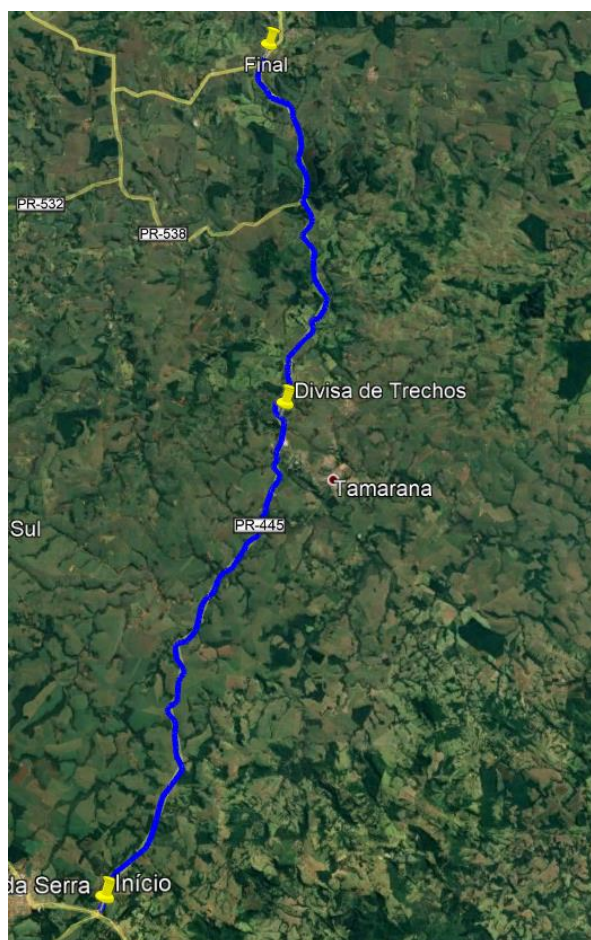 Final
PR-532
PR-538
Divisa de Trechos
Tamarana
PR-445
Sul
da Serra
Início